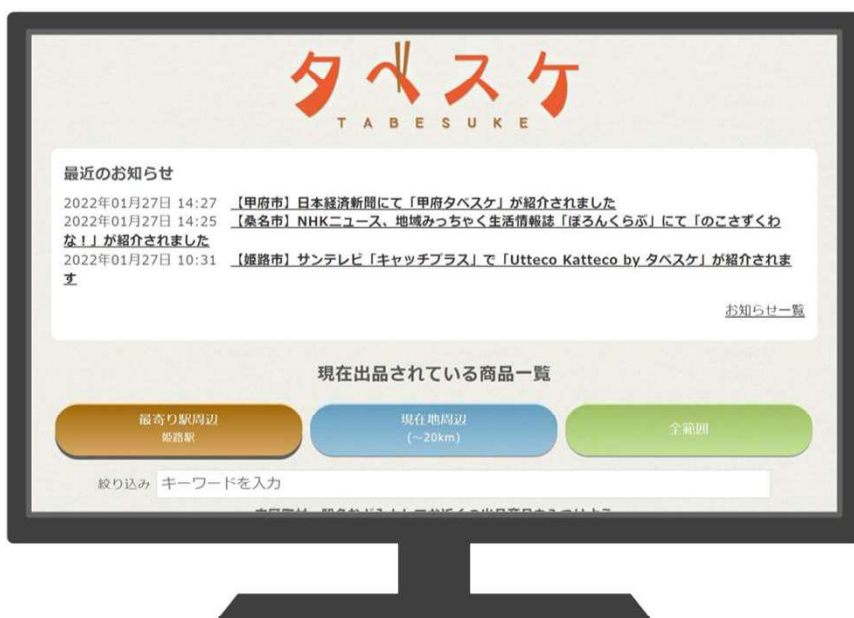 タベスケ
TABESUKE
最近のお知らせ
2022年01月27日 14:27 【甲府市】日本経済新聞にて「甲府タベスケ」が紹介されました
2022年01月27日 14:25 【桑名市】NHKニュース、地域みっちゃく生活情報誌「ぽろんくらぶ」にて「のこさずくわ
な！」が紹介されました
2022年01月27日 10:31 【姫路市】サンテレビ「キャッチプラス」で「Utteco Katteco by タベスケ」が紹介されま
す
お知らせ一覧
現在出品されている商品一覧
最寄り駅周辺
姫路駅
現在地周辺
(～20km)
全範囲
絞り込み キーワードを入力